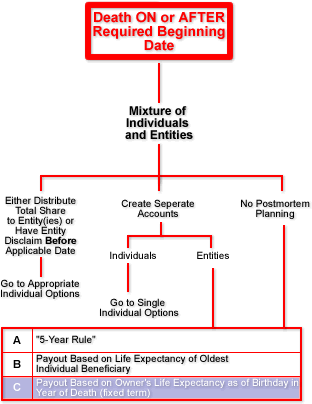 Death ON or AFTER
Required Beginning
Date
Mixture of
Individuals
and Entities
Either Distribute
Total Share
to Entity(ies) or
Have Entity
Disclaim Before
Applicable Date
Create Seperate
Accounts
No Postmortem
Planning
Individuals
Entities
Go to Appropriate
Individual Options
Go to Single
Individual Options
A "5-Year Rule"
B Payout Based on Life Expectancy of Oldest
Individual Beneficiary
C Payout Based on Owner's Life Expectancy as of Birthday in
Year of Death (fixed term)